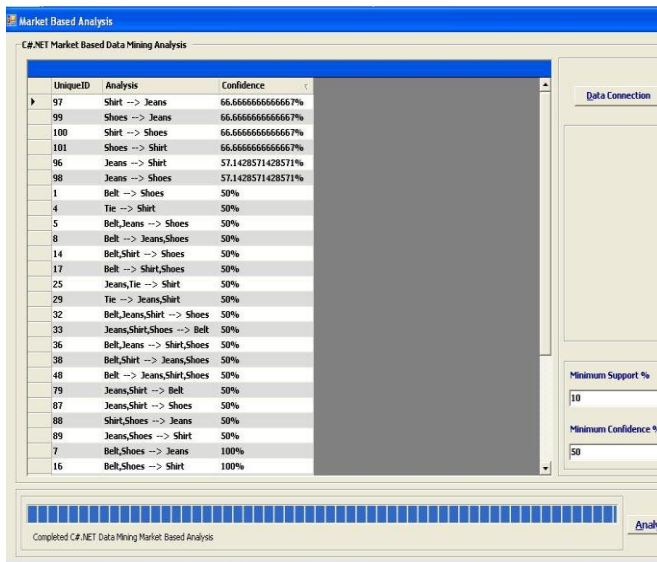 Market Based Analysis
C#.NET Market Based Data Mining Analysis
UniqueID Analysis Confidence
97 Shirt --> Jeans 66.6666666666667%
99 Shoes --> Jeans 66.6666666666667%
100 Shirt --> Shoes 66.6666666666667%
101 Shoes --> Shirt 66.6666666666667%
96 Jeans --> Shirt 57.1428571428571%
98 Jeans --> Shoes 57.1428571428571%
1 Belt --> Shoes 50%
4 Tie --> Shirt 50%
5 Belt,Jeans --> Shoes 50%
8 Belt --> Jeans,Shoes 50%
14 Belt,Shirt --> Shoes 50%
17 Belt --> Shirt,Shoes 50%
25 Jeans,Tie --> Shirt 50%
29 Tie --> Jeans,Shirt 50%
32 Belt,Jeans,Shirt --> Shoes 50%
33 Jeans,Shirt,Shoes --> Belt 50%
36 Belt,Jeans --> Shirt,Shoes 50%
38 Belt,Shirt --> Jeans,Shoes 50%
48 Belt --> Jeans,Shirt,Shoes 50%
79 Jeans,Shirt --> Belt 50%
87 Jeans,Shirt --> Shoes 50%
88 Shirt,Shoes --> Jeans 50%
89 Jeans,Shoes --> Shirt 50%
7 Belt,Shoes --> Jeans 100%
16 Belt,Shoes --> Shirt 100%
Data Connection
Minimum Support %
10
Minimum Confidence %
50
Completed C#.NET Data Mining Market Based Analysis